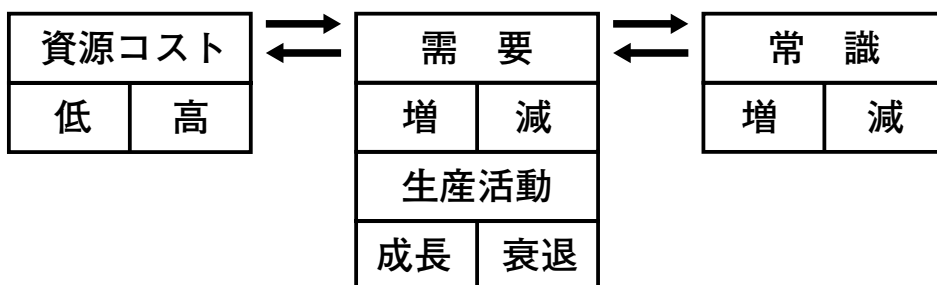 資源コスト
低 高
需 要
増 減
生産活動
成長 衰退
常 識
増 減